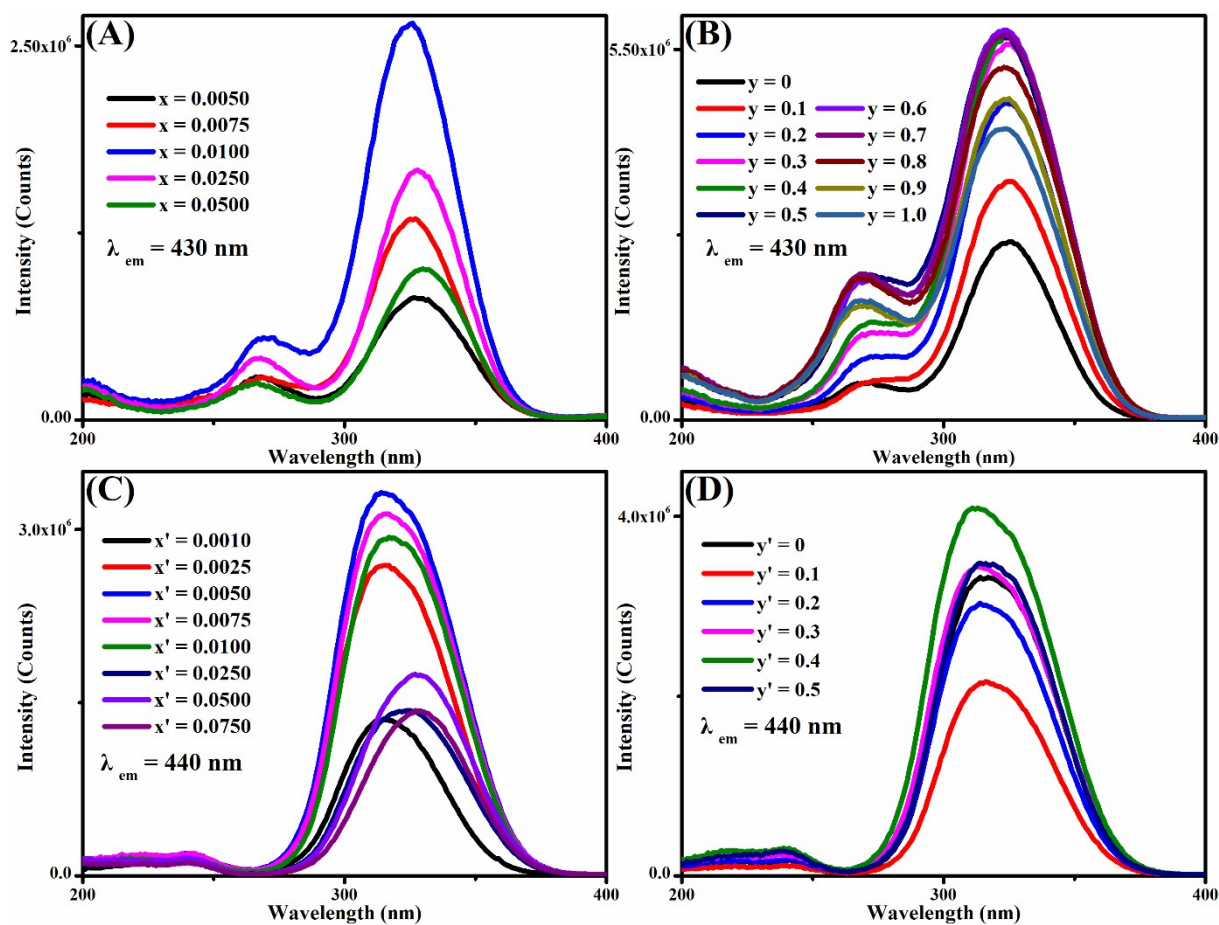 (A)
2.50x10⁶
0.00
Intensity (Counts)
x = 0.0050
x = 0.0075
x = 0.0100
x = 0.0250
x = 0.0500
λ em = 430 nm
200 300 400
Wavelength (nm)
(B)
5.50x10⁶
0.00
Intensity (Counts)
y = 0
y = 0.1 y = 0.6
y = 0.2 y = 0.7
y = 0.3 y = 0.8
y = 0.4 y = 0.9
y = 0.5 y = 1.0
λ em = 430 nm
200 300 400
Wavelength (nm)
(C)
3.0x10⁶
0.0
Intensity (Counts)
x' = 0.0010
x' = 0.0025
x' = 0.0050
x' = 0.0075
x' = 0.0100
x' = 0.0250
x' = 0.0500
x' = 0.0750
λ em = 440 nm
200 300 400
Wavelength (nm)
(D)
4.0x10⁶
0.0
Intensity (Counts)
y' = 0
y' = 0.1
y' = 0.2
y' = 0.3
y' = 0.4
y' = 0.5
λ em = 440 nm
200 300 400
Wavelength (nm)